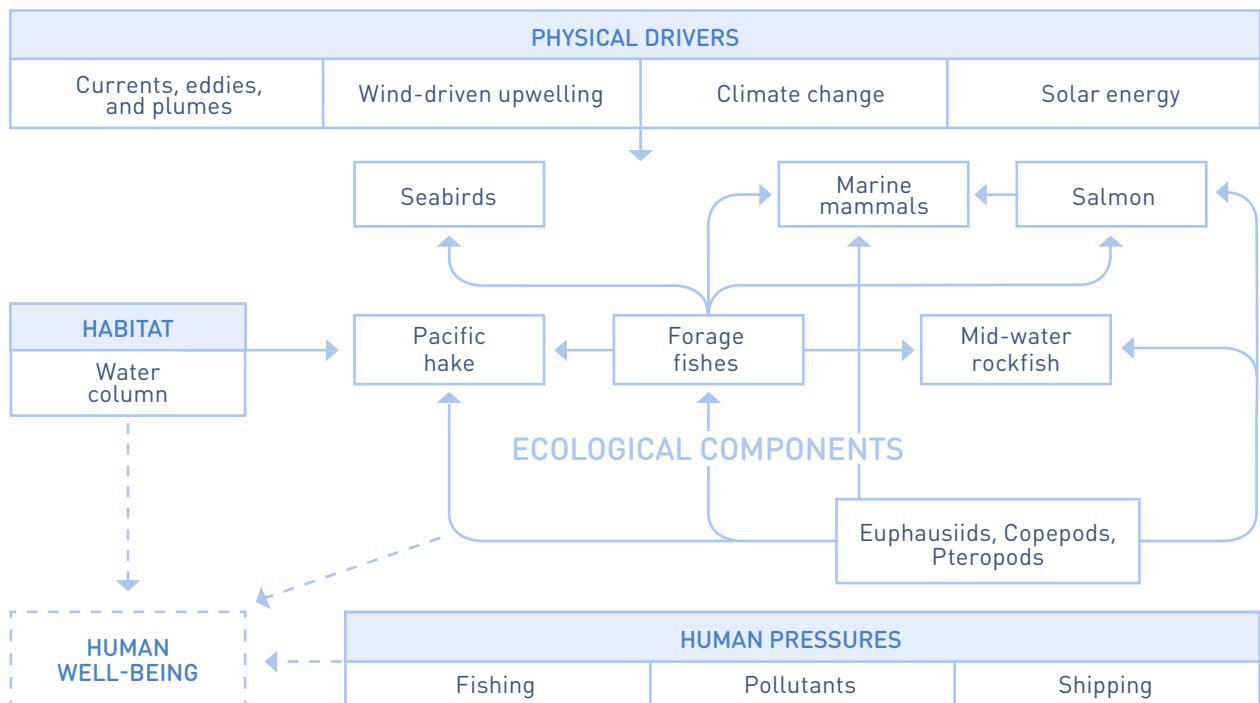 PHYSICAL DRIVERS
Currents, eddies,
and plumes
Wind-driven upwelling
Climate change
Solar energy
Seabirds
Marine
mammals
Salmon
HABITAT
Water
column
Pacific
hake
Forage
fishes
Mid-water
rockfish
ECOLOGICAL COMPONENTS
Euphausiids, Copepods,
Pteropods
HUMAN
WELL-BEING
HUMAN PRESSURES
Fishing
Pollutants
Shipping